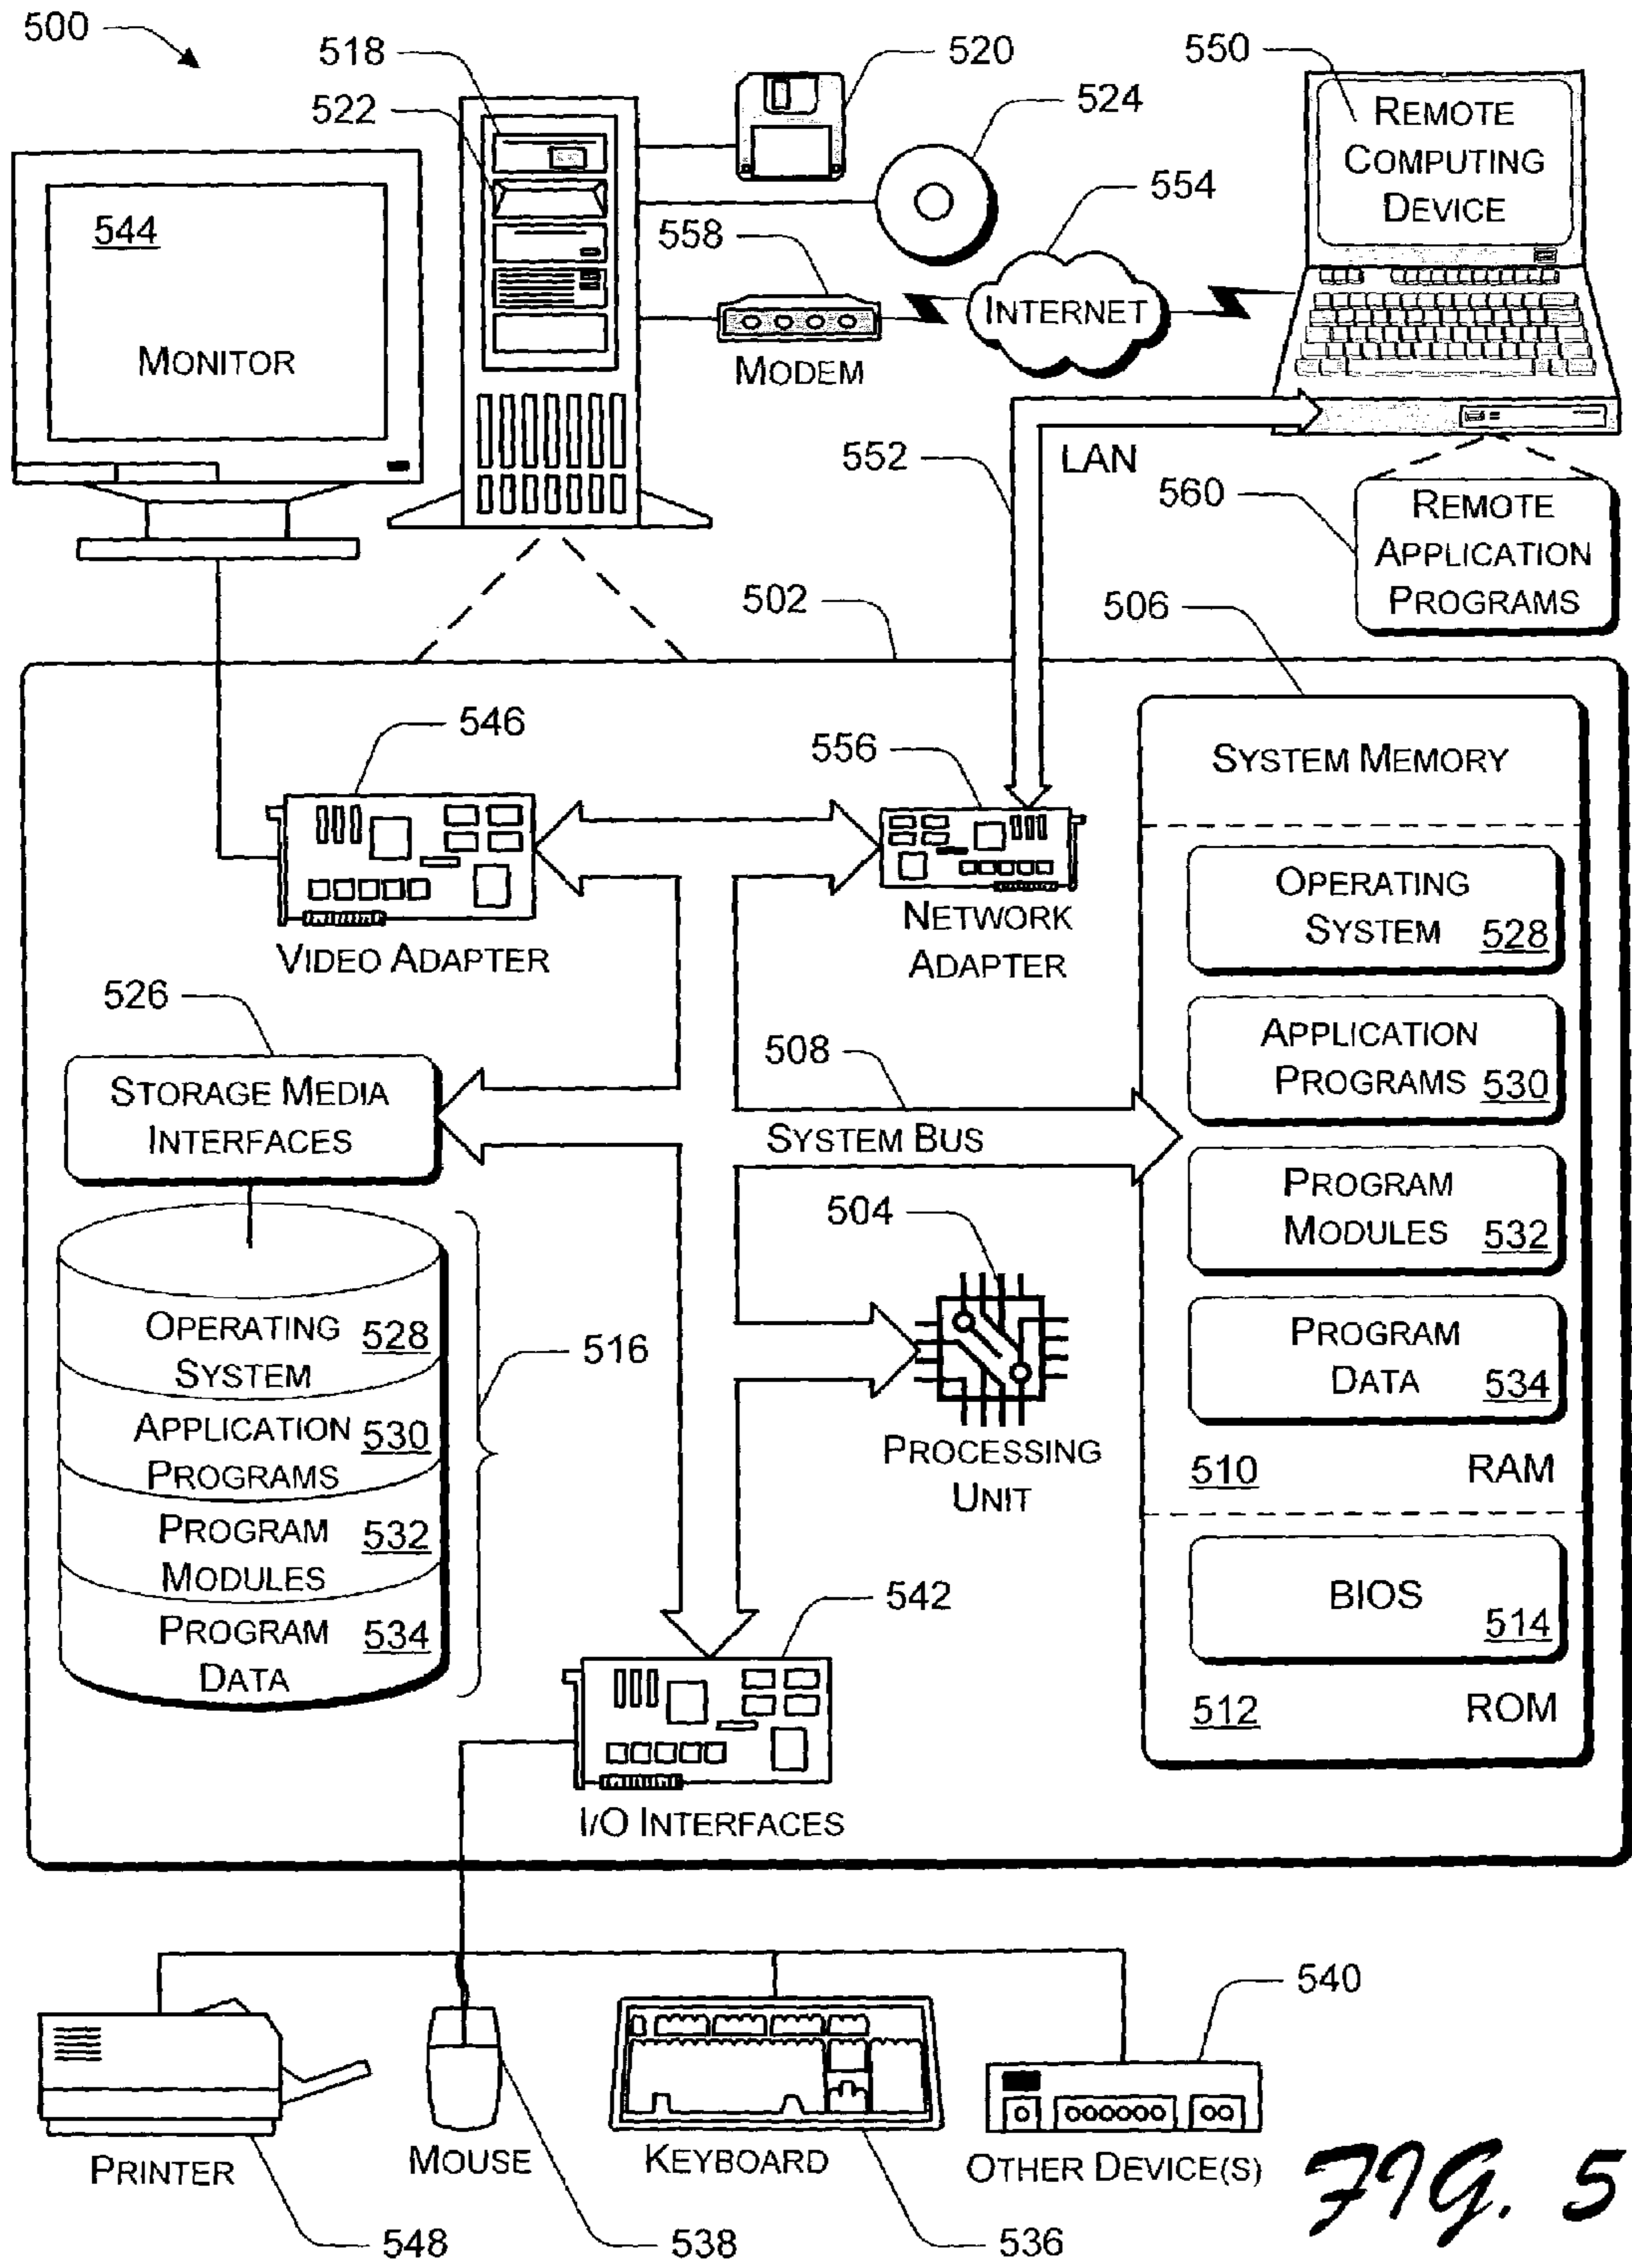 500
518
522
520
524
550
REMOTE
COMPUTING
DEVICE
544
MONITOR
558
MODEM
554
INTERNET
552
LAN
560
REMOTE
APPLICATION
PROGRAMS
502
506
546
VIDEO ADAPTER
556
NETWORK
ADAPTER
SYSTEM MEMORY
OPERATING
SYSTEM 528
APPLICATION
PROGRAMS 530
PROGRAM
MODULES 532
PROGRAM
DATA 534
510 RAM
BIOS
514
512 ROM
526
STORAGE MEDIA
INTERFACES
508
SYSTEM BUS
504
PROCESSING
UNIT
OPERATING 528
SYSTEM
APPLICATION 530
PROGRAMS
PROGRAM 532
MODULES
PROGRAM 534
DATA
516
542
I/O INTERFACES
540
PRINTER
MOUSE
KEYBOARD
OTHER DEVICE(S)
548
538
536
FIG. 5